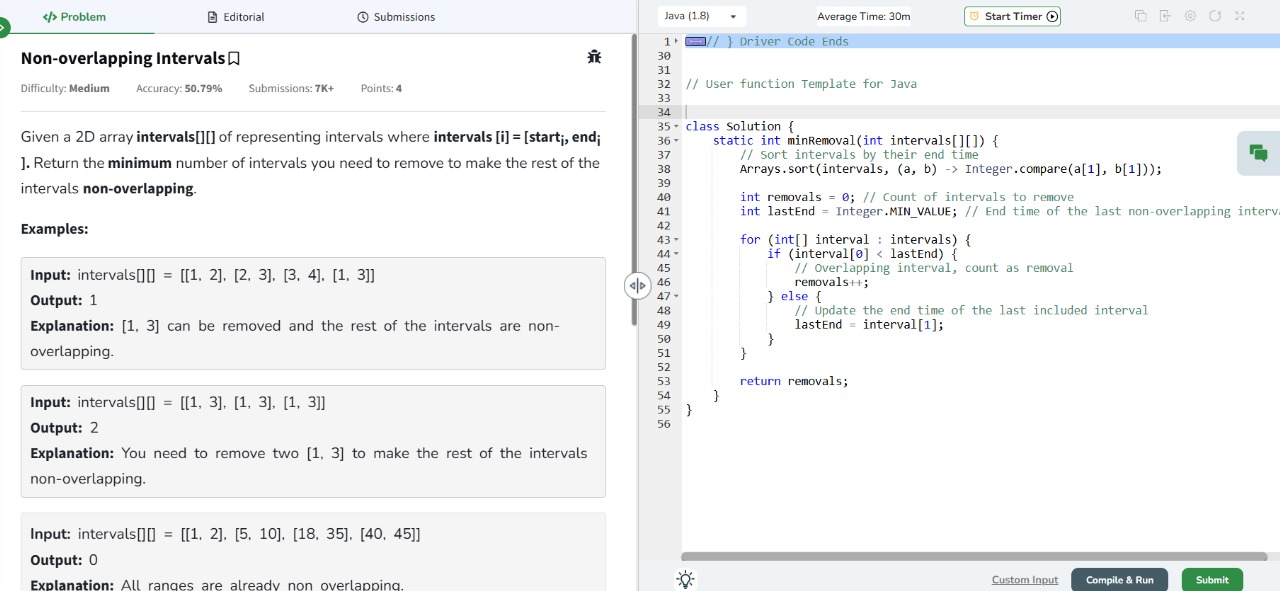 </> Problem
Editorial
Submissions
Non-overlapping Intervals
Difficulty: Medium Accuracy: 50.79% Submissions: 7K+ Points: 4
Given a 2D array intervals[][] of representing intervals where intervals [i] = [starti, endi
]. Return the minimum number of intervals you need to remove to make the rest of the
intervals non-overlapping.
Examples:
Input: intervals[][] = [[1, 2], [2, 3], [3, 4], [1, 3]]
Output: 1
Explanation: [1, 3] can be removed and the rest of the intervals are non-
overlapping.
Input: intervals[][] = [[1, 3], [1, 3], [1, 3]]
Output: 2
Explanation: You need to remove two [1, 3] to make the rest of the intervals
non-overlapping.
Input: intervals[][] = [[1, 2], [5, 10], [18, 35], [40, 45]]
Output: 0
Explanation: All ranges are already non overlapping.
Java (1.8) Average Time: 30m Start Timer
1 // } Driver Code Ends
30
31
32 // User function Template for Java
33
34
35 class Solution {
36 static int minRemoval(int intervals[][]) {
37 // Sort intervals by their end time
38 Arrays.sort(intervals, (a, b) -> Integer.compare(a[1], b[1]));
39
40 int removals = 0; // Count of intervals to remove
41 int lastEnd = Integer.MIN_VALUE; // End time of the last non-overlapping interv
42
43 for (int[] interval : intervals) {
44 if (interval[0] < lastEnd) {
45 // Overlapping interval, count as removal
46 removals++;
47 } else {
48 // Update the end time of the last included interval
49 lastEnd = interval[1];
50 }
51 }
52
53 return removals;
54 }
55 }
56
Custom Input Compile & Run Submit